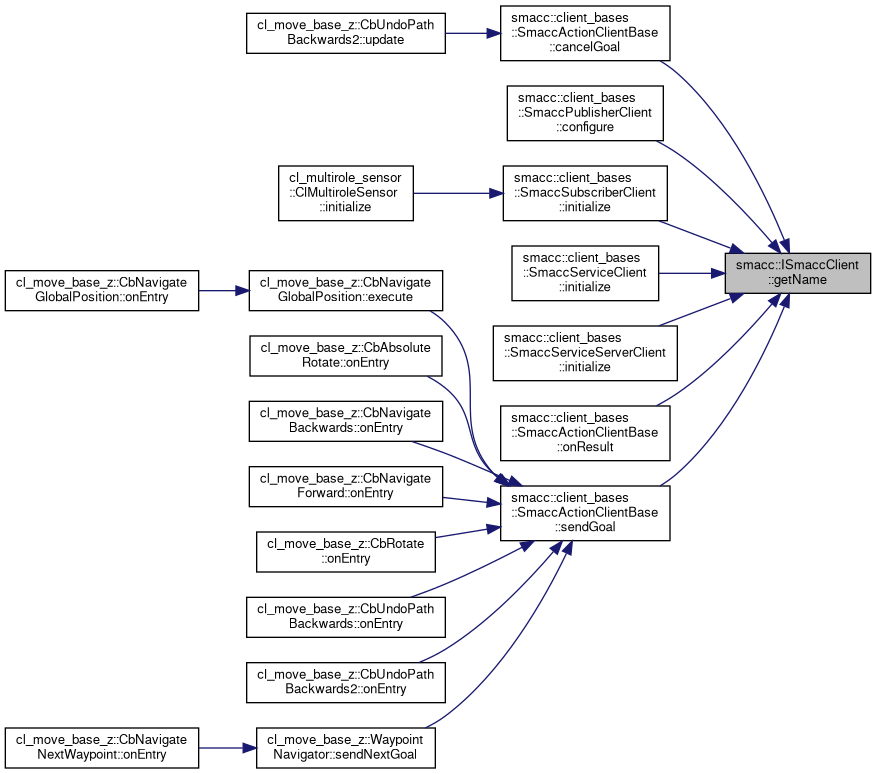 cl_move_base_z::CbUndoPath
Backwards2::update
smacc::client_bases
::SmaccActionClientBase
::cancelGoal
smacc::client_bases
::SmaccPublisherClient
::configure
cl_multirole_sensor
::ClMultiroleSensor
::initialize
smacc::client_bases
::SmaccSubscriberClient
::initialize
smacc::client_bases
::SmaccServiceClient
::initialize
smacc::ISmaccClient
::getName
cl_move_base_z::CbNavigate
GlobalPosition::onEntry
cl_move_base_z::CbNavigate
GlobalPosition::execute
smacc::client_bases
::SmaccServiceServerClient
::initialize
cl_move_base_z::CbAbsolute
Rotate::onEntry
cl_move_base_z::CbNavigate
Backwards::onEntry
smacc::client_bases
::SmaccActionClientBase
::onResult
cl_move_base_z::CbNavigate
Forward::onEntry
smacc::client_bases
::SmaccActionClientBase
::sendGoal
cl_move_base_z::CbRotate
::onEntry
cl_move_base_z::CbUndoPath
Backwards::onEntry
cl_move_base_z::CbUndoPath
Backwards2::onEntry
cl_move_base_z::CbNavigate
NextWaypoint::onEntry
cl_move_base_z::Waypoint
Navigator::sendNextGoal